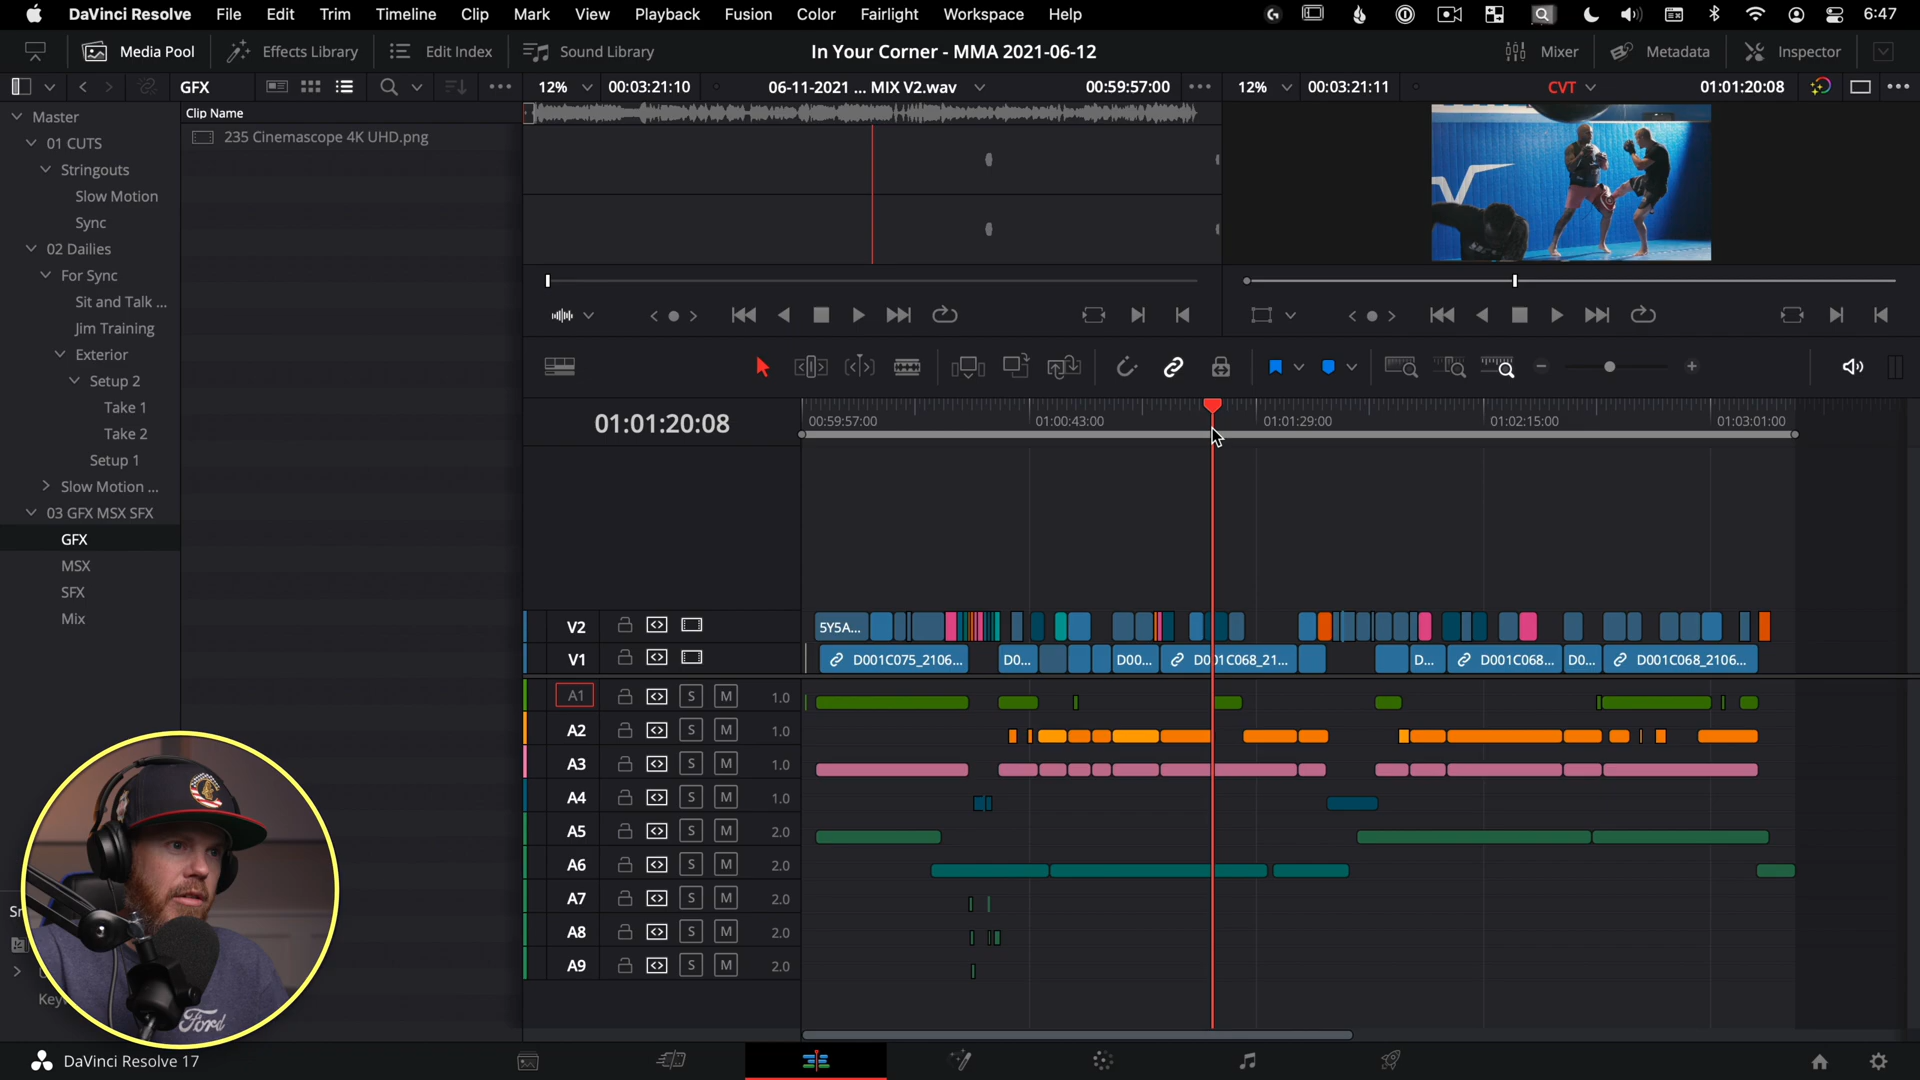 DaVinci Resolve File Edit Trim Timeline Clip Mark View Playback Fusion Color Fairlight Workspace Help 6:47
Media Pool Effects Library Edit Index Sound Library In Your Corner - MMA 2021-06-12 Mixer Metadata Inspector
GFX 12% 00:03:21:10 06-11-2021 ... MIX V2.wav 00:59:57:00 12% 00:03:21:11 CVT 01:01:20:08
Clip Name
Master
235 Cinemascope 4K UHD.png
01 CUTS
Stringouts
Slow Motion
Sync
02 Dailies
For Sync
Sit and Talk ...
Jim Training
Exterior
Setup 2
Take 1
Take 2
Setup 1
Slow Motion ...
03 GFX MSX SFX
GFX
MSX
SFX
Mix
01:01:20:08
00:59:57:00 01:00:43:00 01:01:29:00 01:02:15:00 01:03:01:00
V2 5Y5A...
V1 D001C075_2106... D0... D00... D001C068_21... D... D001C068... D0... D001C068_2106...
A1 S M 1.0
A2 S M 1.0
A3 S M 1.0
A4 S M 1.0
A5 S M 2.0
A6 S M 2.0
A7 S M 2.0
A8 S M 2.0
A9 S M 2.0
Ford
DaVinci Resolve 17